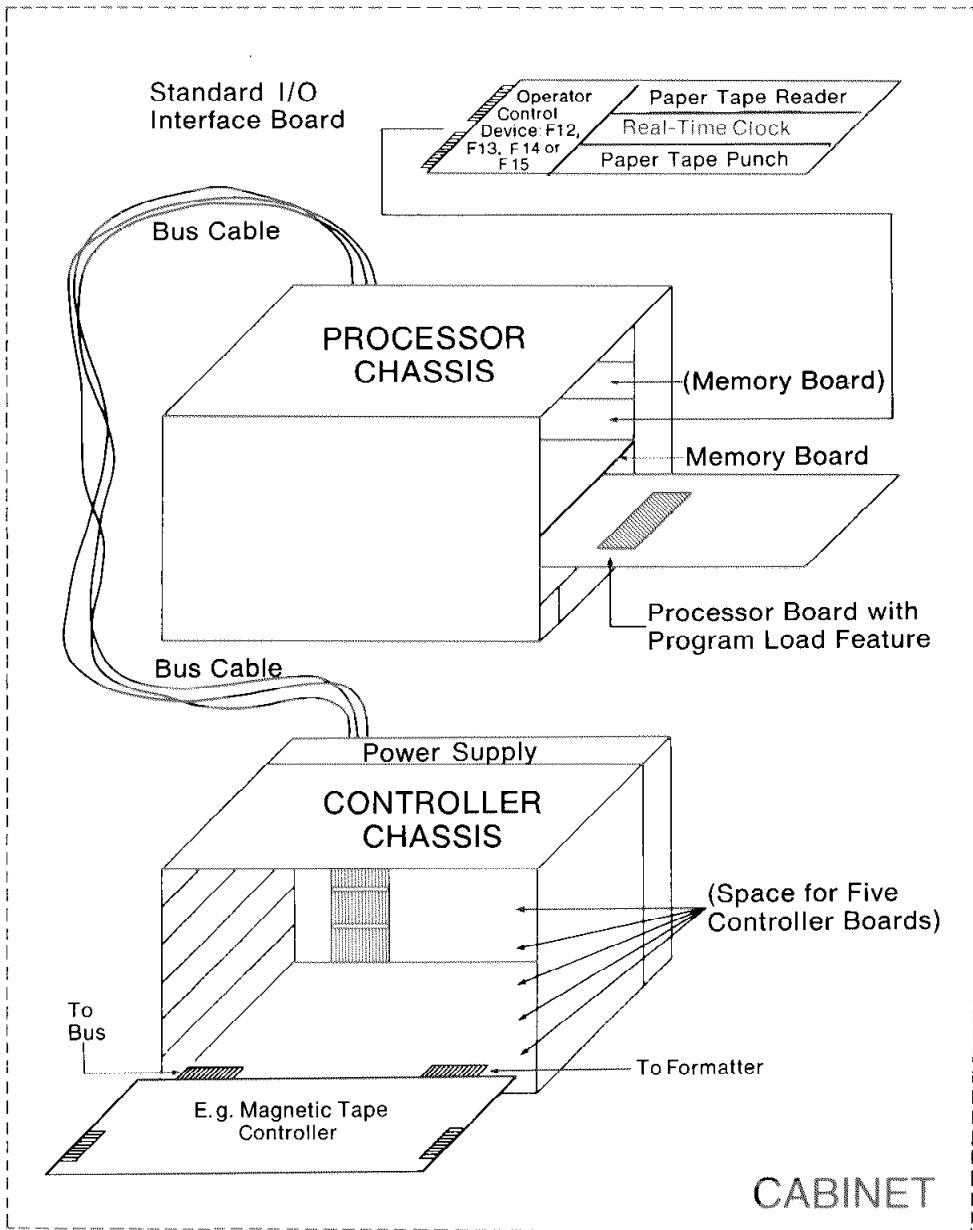 Standard I/O
Interface Board
Operator
Control
Device: F12,
F13, F14 or
F15
Paper Tape Reader
Real-Time Clock
Paper Tape Punch
Bus Cable
PROCESSOR
CHASSIS
(Memory Board)
Memory Board
Processor Board with
Program Load Feature
Bus Cable
Power Supply
CONTROLLER
CHASSIS
(Space for Five
Controller Boards)
To
Bus
To Formatter
E.g. Magnetic Tape
Controller
CABINET